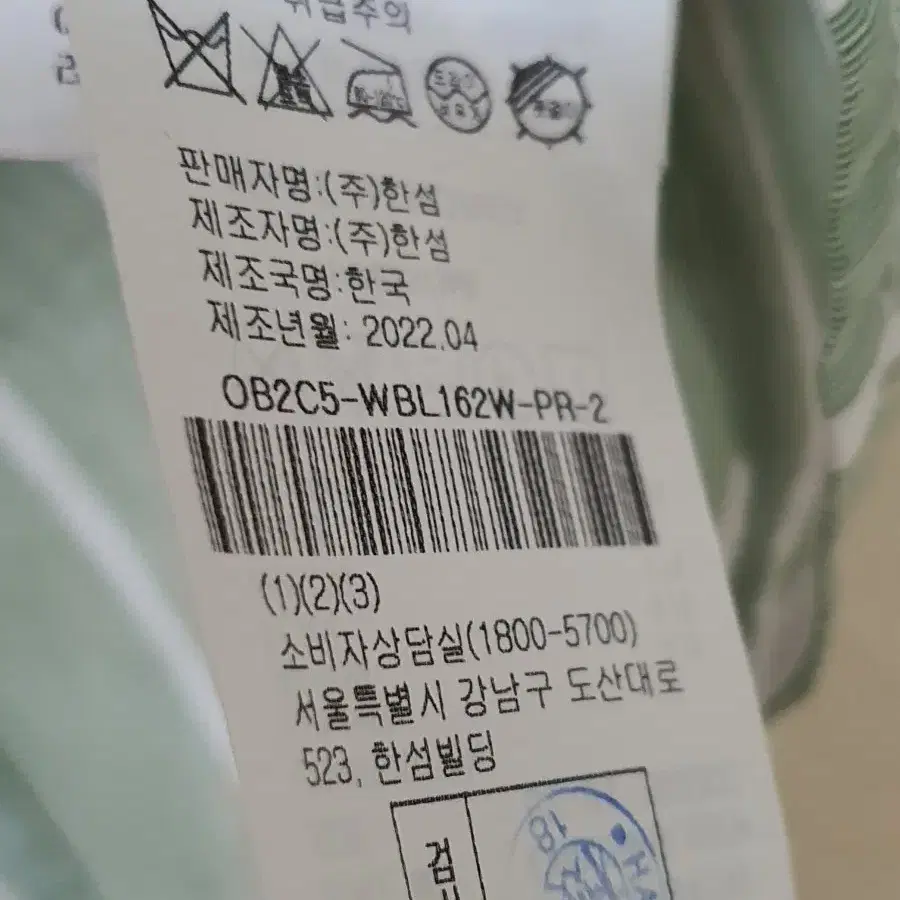 취급주의
판매자명:(주)한섬
제조자명:(주)한섬
제조국명:한국
제조년월: 2022.04
OB2C5-WBL162W-PR-2
(1)(2)(3)
소비자상담실(1800-5700)
서울특별시 강남구 도산대로
523, 한섬빌딩
18
검